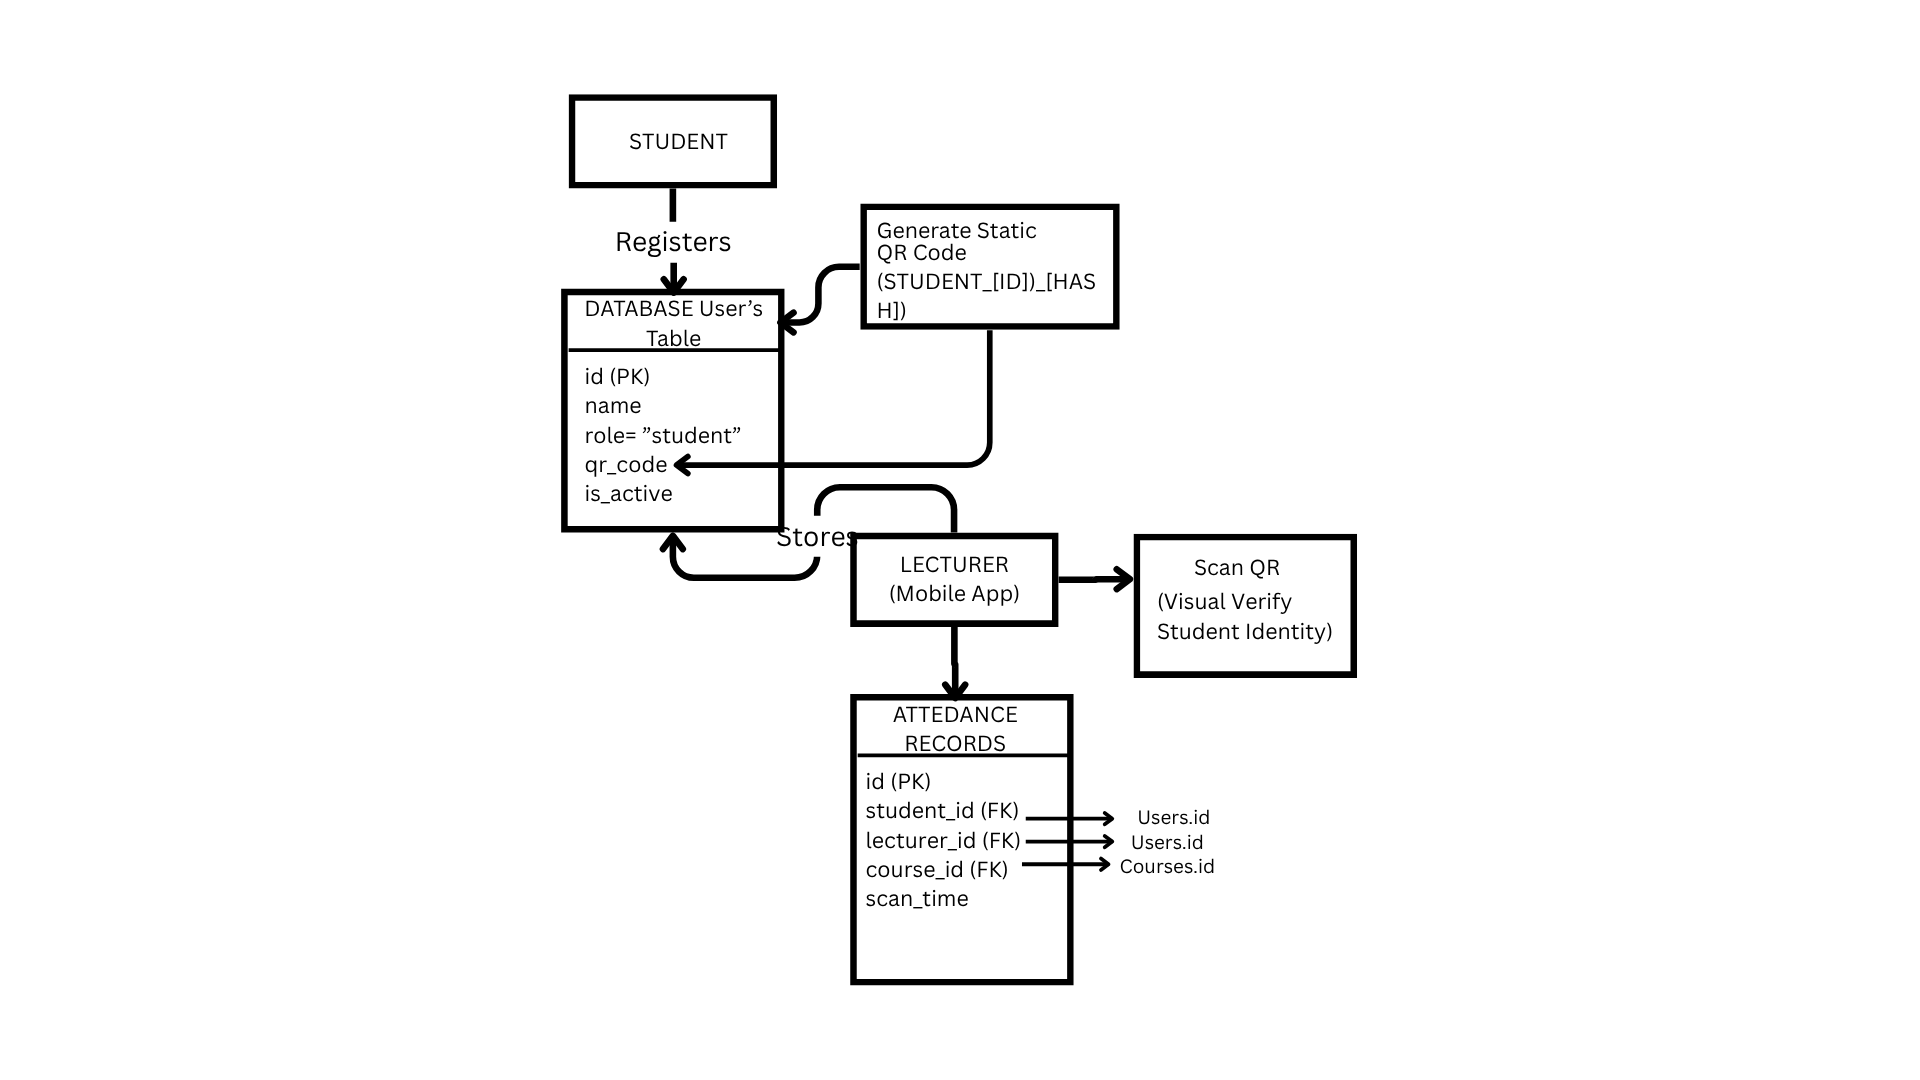 STUDENT
Registers
Generate Static
QR Code
(STUDENT_[ID])_[HAS
H])
DATABASE User’s
Table
id (PK)
name
role= ”student”
qr_code
is_active
Stores
LECTURER
(Mobile App)
Scan QR
(Visual Verify
Student Identity)
ATTEDANCE
RECORDS
id (PK)
student_id (FK)
Users.id
lecturer_id (FK)
Users.id
course_id (FK)
Courses.id
scan_time